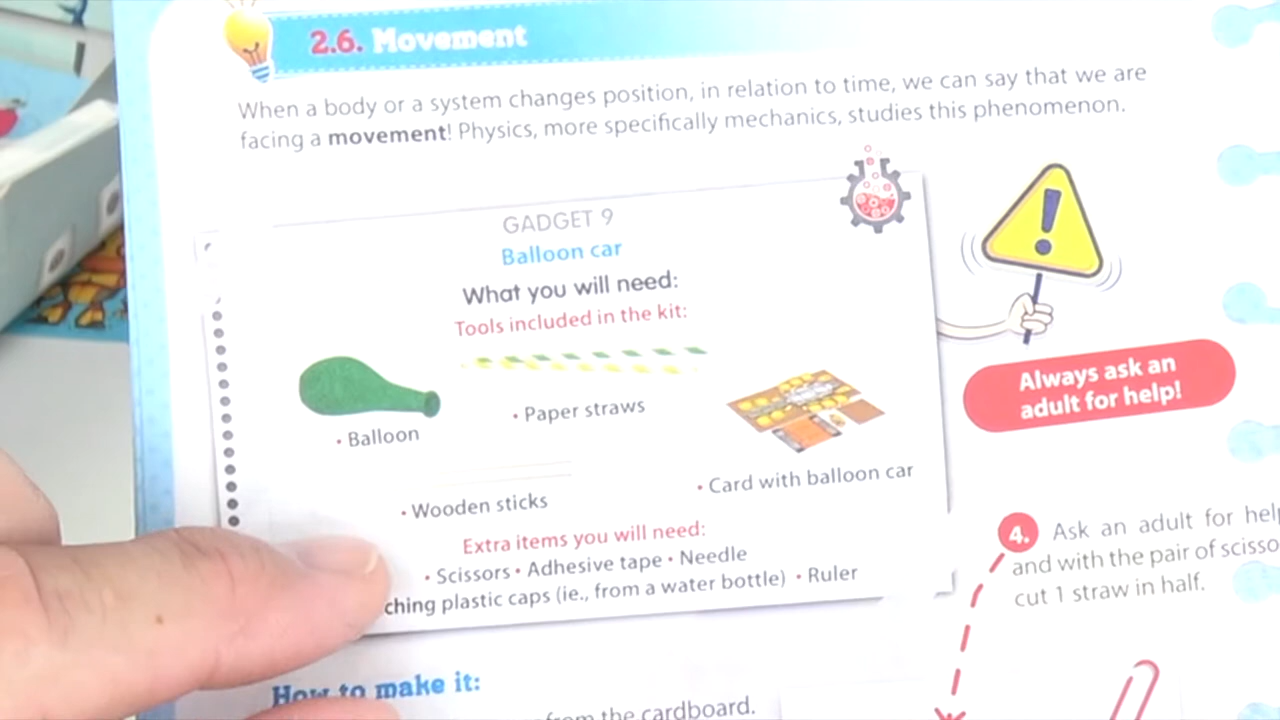 2.6. Movement
When a body or a system changes position, in relation to time, we can say that we are
facing a movement! Physics, more specifically mechanics, studies this phenomenon.
GADGET 9
Balloon car
What you will need:
Tools included in the kit:
• Balloon
• Paper straws
• Wooden sticks
• Card with balloon car
Extra items you will need:
• Scissors • Adhesive tape • Needle
plastic caps (ie., from a water bottle) • Ruler
Always ask an
adult for help!
4. Ask an adult for
and with the pair of
cut 1 straw in half.
How to make it:
from the cardboard.